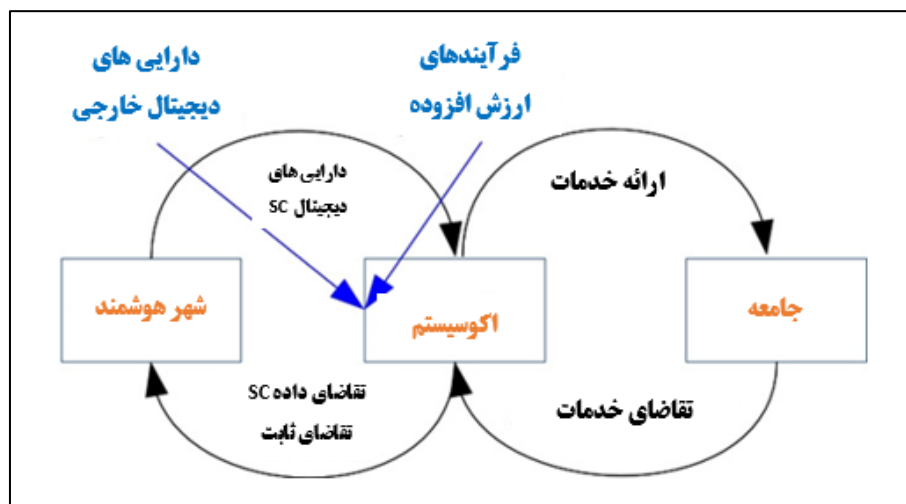 دارایی های
دیجیتال خارجی
فرآیندهای
ارزش افزوده
دارایی های
دیجیتال SC
ارائه خدمات
شهر هوشمند
اکوسیستم
جامعه
تقاضای داده SC
تقاضای ثابت
تقاضای خدمات